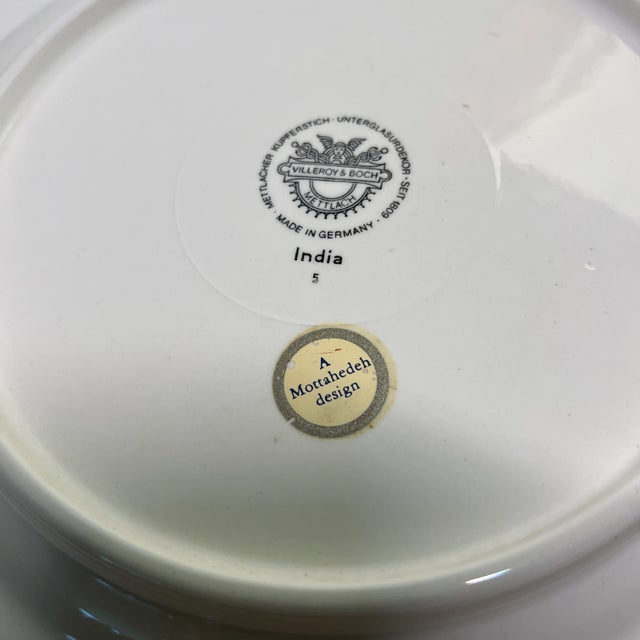 METTLACHER KUPFERSTICH · UNTERGLASURDEKOR · SEIT 1809
VILLEROY & BOCH
METTLACH
· MADE IN GERMANY ·
India
5
A
Mottahedeh
design